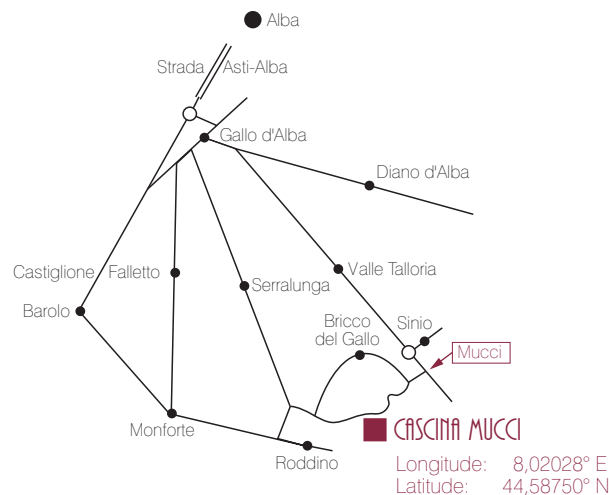 Alba
Strada Asti-Alba
Gallo d'Alba
Diano d'Alba
Castiglione Falletto
Serralunga
Valle Talloria
Barolo
Bricco
del Gallo
Sinio
Mucci
Monforte
CASCINA MUCCI
Roddino
Longitude: 8,02028° E
Latitude: 44,58750° N